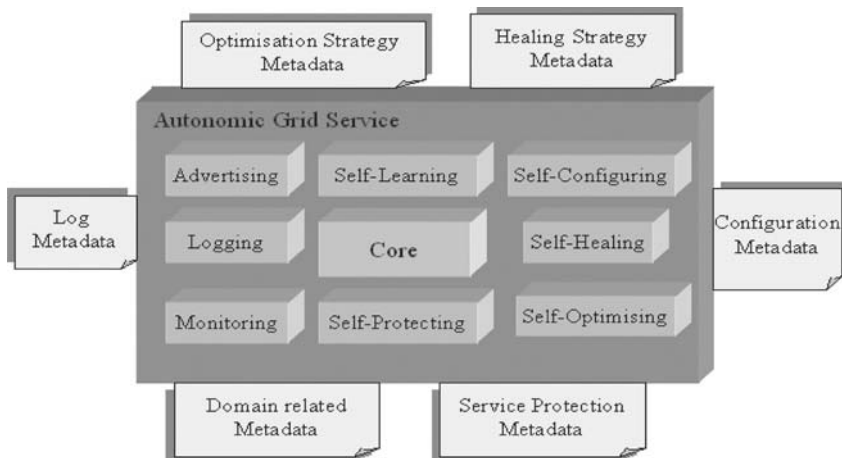 Optimisation Strategy
Metadata
Healing Strategy
Metadata
Autonomic Grid Service
Advertising
Self-Learning
Self-Configuring
Log
Metadata
Logging
Core
Self-Healing
Configuration
Metadata
Monitoring
Self-Protecting
Self-Optimising
Domain related
Metadata
Service Protection
Metadata